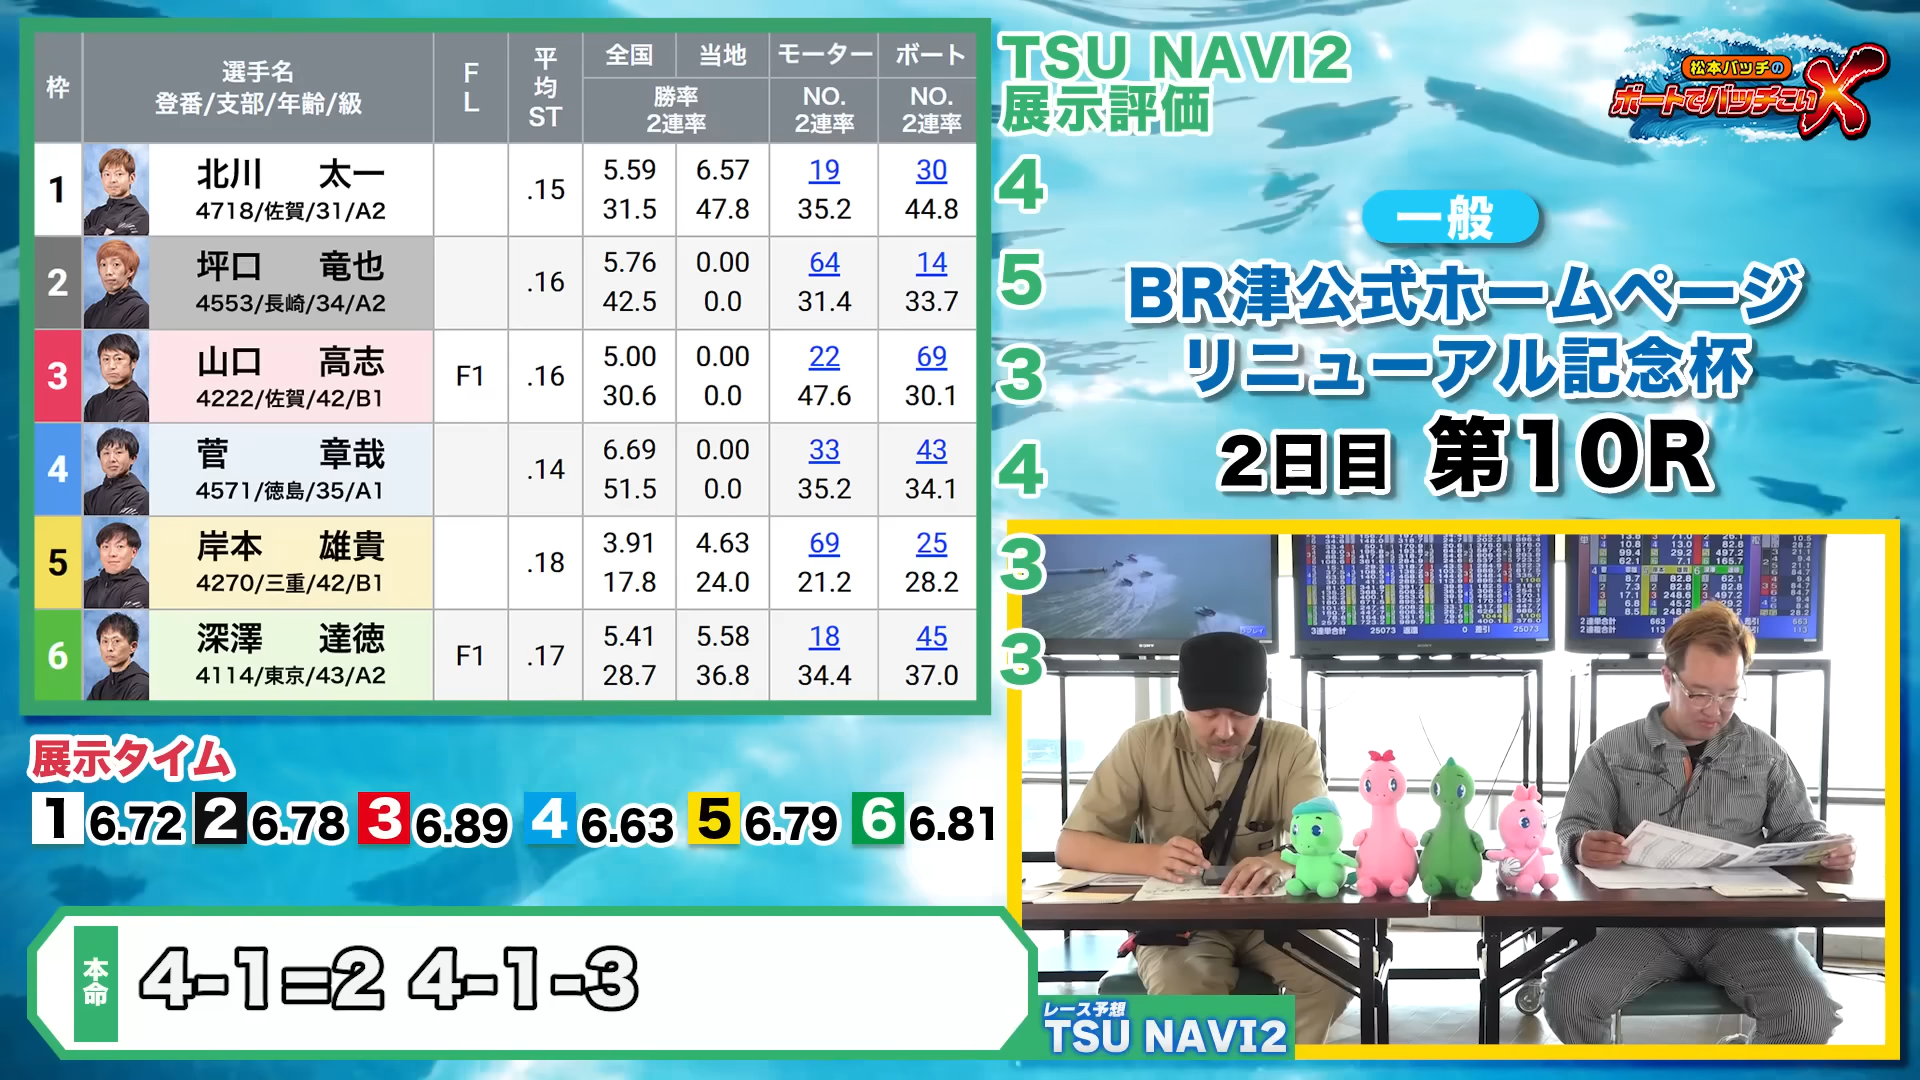 枠
選手名
登番/支部/年齢/級
F
L
平
均
ST
全国 当地 モーター ボート
勝率
2連率
NO.
2連率
NO.
2連率
1
北川 太一
4718/佐賀/31/A2
.15
5.59 6.57 19 30
31.5 47.8 35.2 44.8
2
坪口 竜也
4553/長崎/34/A2
.16
5.76 0.00 64 14
42.5 0.0 31.4 33.7
3
山口 高志
4222/佐賀/42/B1
F1
.16
5.00 0.00 22 69
30.6 0.0 47.6 30.1
4
菅 章哉
4571/徳島/35/A1
.14
6.69 0.00 33 43
51.5 0.0 35.2 34.1
5
岸本 雄貴
4270/三重/42/B1
.18
3.91 4.63 69 25
17.8 24.0 21.2 28.2
6
深澤 達徳
4114/東京/43/A2
F1
.17
5.41 5.58 18 45
28.7 36.8 34.4 37.0
TSU NAVI2
展示評価
4
5
3
4
3
3
松本バッチの
ボートでバッチこいX
一般
BR津公式ホームページ
リニューアル記念杯
2日目 第10R
展示タイム
1 6.72 2 6.78 3 6.89 4 6.63 5 6.79 6 6.81
本命
4-1=2 4-1-3
レース予想
TSU NAVI2